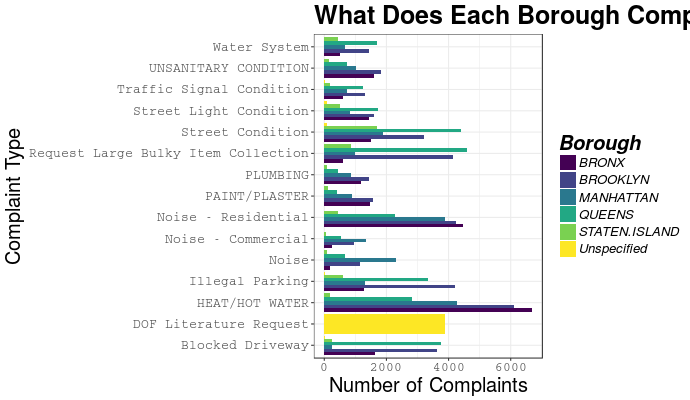 What Does Each Borough Comp
Complaint Type
Water System
UNSANITARY CONDITION
Traffic Signal Condition
Street Light Condition
Street Condition
Request Large Bulky Item Collection
PLUMBING
PAINT/PLASTER
Noise - Residential
Noise - Commercial
Noise
Illegal Parking
HEAT/HOT WATER
DOF Literature Request
Blocked Driveway
0 2000 4000 6000
Number of Complaints
Borough
BRONX
BROOKLYN
MANHATTAN
QUEENS
STATEN.ISLAND
Unspecified